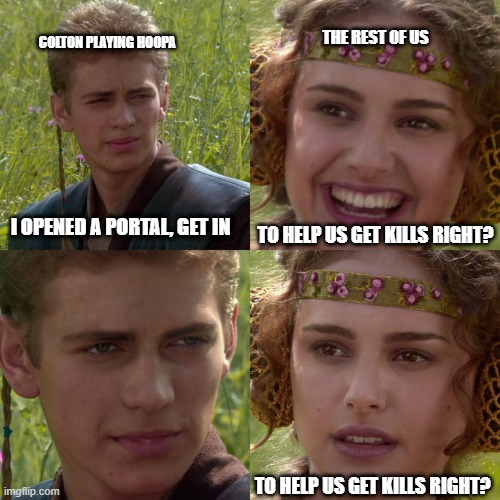 COLTON PLAYING HOOPA
THE REST OF US
I OPENED A PORTAL, GET IN
TO HELP US GET KILLS RIGHT?
TO HELP US GET KILLS RIGHT?
imgflip.com